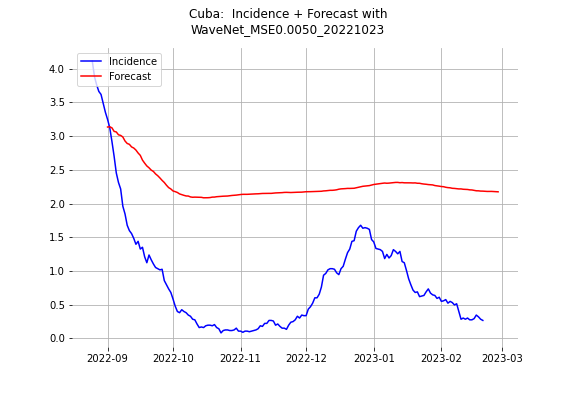 Cuba:  Incidence + Forecast with
WaveNet_MSE0.0050_20221023
Incidence
Forecast
4.0
3.5
3.0
2.5
2.0
1.5
1.0
0.5
0.0
2022-09 2022-10 2022-11 2022-12 2023-01 2023-02 2023-03